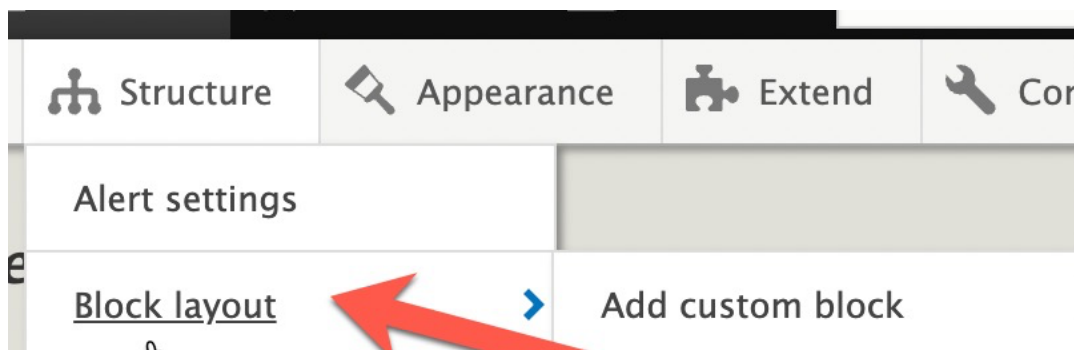 Structure Appearance Extend
Alert settings
Block layout Add custom block